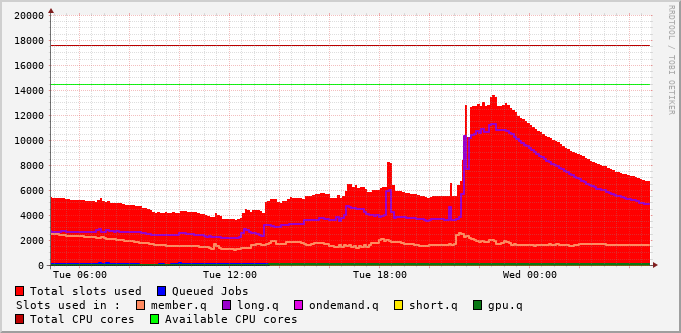 20000
18000
16000
14000
12000
10000
8000
6000
4000
2000
0
Tue 06:00 Tue 12:00 Tue 18:00 Wed 00:00
Total slots used Queued Jobs
Slots used in : member.q long.q ondemand.q short.q gpu.q
Total CPU cores Available CPU cores
RRDTOOL / TOBI OETIKER